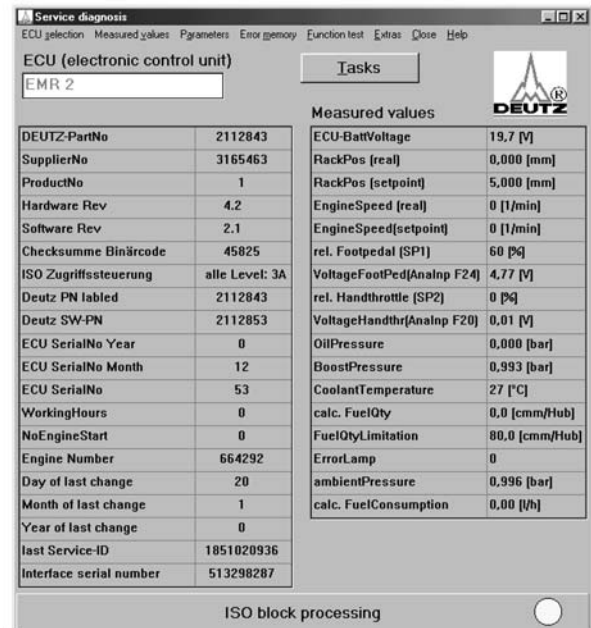 Service diagnosis
ECU selection Measured values Parameters Error memory Function test Extras Close Help
ECU (electronic control unit)
EMR 2
Tasks
DEUTZ
®
Measured values
DEUTZ-PartNo 2112843
SupplierNo 3165463
ProductNo 1
Hardware Rev 4.2
Software Rev 2.1
Checksumme Binärcode 45825
ISO Zugriffssteuerung alle Level: 3A
Deutz PN labled 2112843
Deutz SW-PN 2112853
ECU SerialNo Year 0
ECU SerialNo Month 12
ECU SerialNo 53
WorkingHours 0
NoEngineStart 0
Engine Number 664292
Day of last change 20
Month of last change 1
Year of last change 0
last Service-ID 1851020936
Interface serial number 513298287
ECU-BattVoltage 19,7 [V]
RackPos (real) 0,000 [mm]
RackPos (setpoint) 5,000 [mm]
EngineSpeed (real) 0 [1/min]
EngineSpeed(setpoint) 0 [1/min]
rel. Footpedal (SP1) 60 [%]
VoltageFootPed(AnaInp F24) 4,77 [V]
rel. Handthrottle (SP2) 0 [%]
VoltageHandthr(AnaInp F20) 0,01 [V]
OilPressure 0,000 [bar]
BoostPressure 0,993 [bar]
CoolantTemperature 27 [°C]
calc. FuelQty 0,0 [cmm/Hub]
FuelQtyLimitation 80,0 [cmm/Hub]
ErrorLamp 0
ambientPressure 0,996 [bar]
calc. FuelConsumption 0,00 [l/h]
ISO block processing